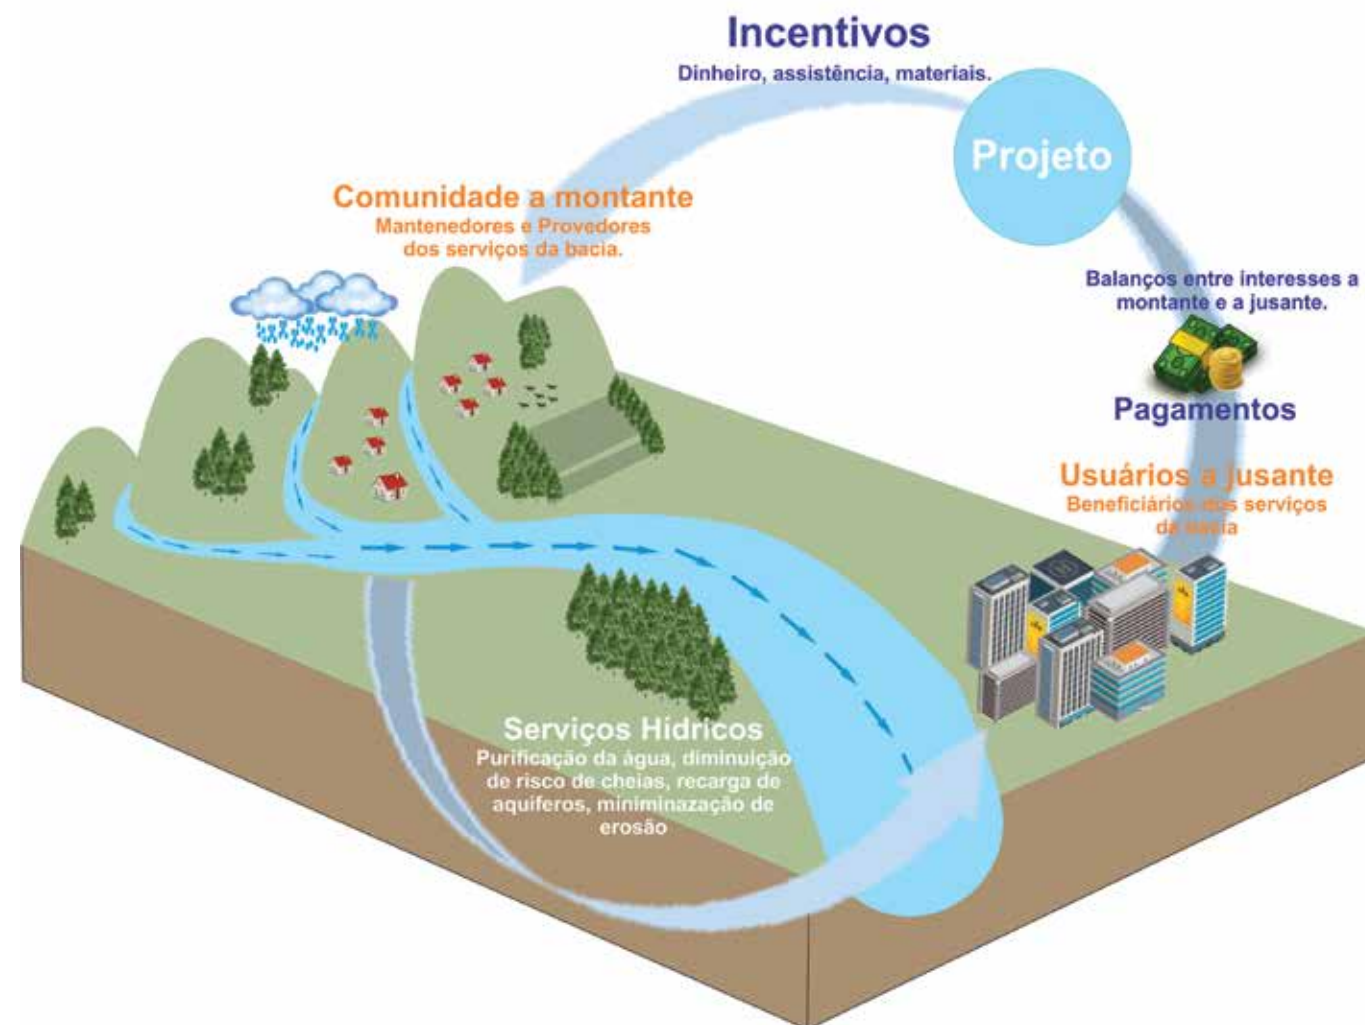 Incentivos
Dinheiro, assistência, materiais.
Projeto
Comunidade a montante
Mantenedores e Provedores
dos serviços da bacia.
Balanços entre interesses a
montante e a jusante.
Pagamentos
Usuários a jusante
Beneficiários dos serviços
da bacia
Serviços Hídricos
Purificação da água, diminuição
de risco de cheias, recarga de
aquíferos, miniminazação de
erosão